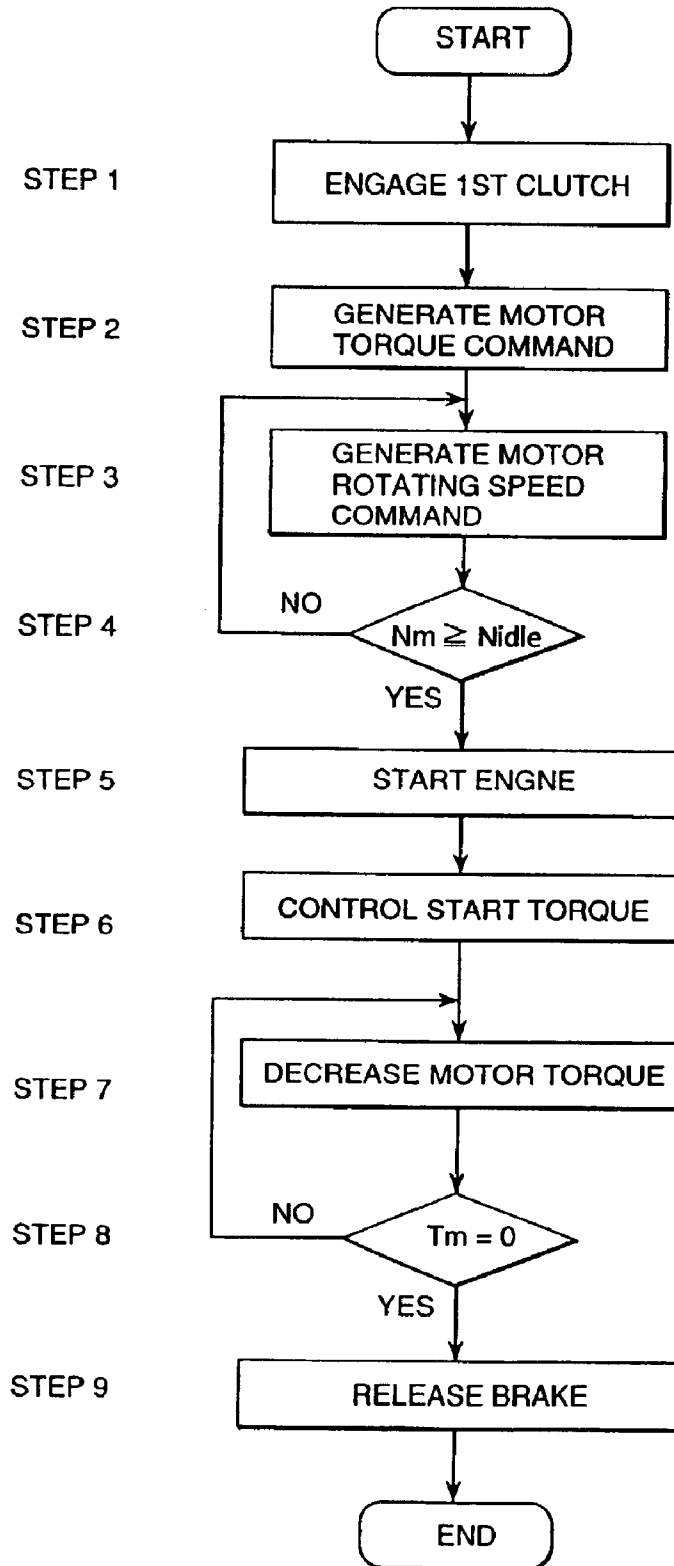 START
STEP 1
ENGAGE 1ST CLUTCH
STEP 2
GENERATE MOTOR
TORQUE COMMAND
STEP 3
GENERATE MOTOR
ROTATING SPEED
COMMAND
STEP 4
NO
Nm ≧ Nidle
YES
STEP 5
START ENGNE
STEP 6
CONTROL START TORQUE
STEP 7
DECREASE MOTOR TORQUE
STEP 8
NO
Tm = 0
YES
STEP 9
RELEASE BRAKE
END